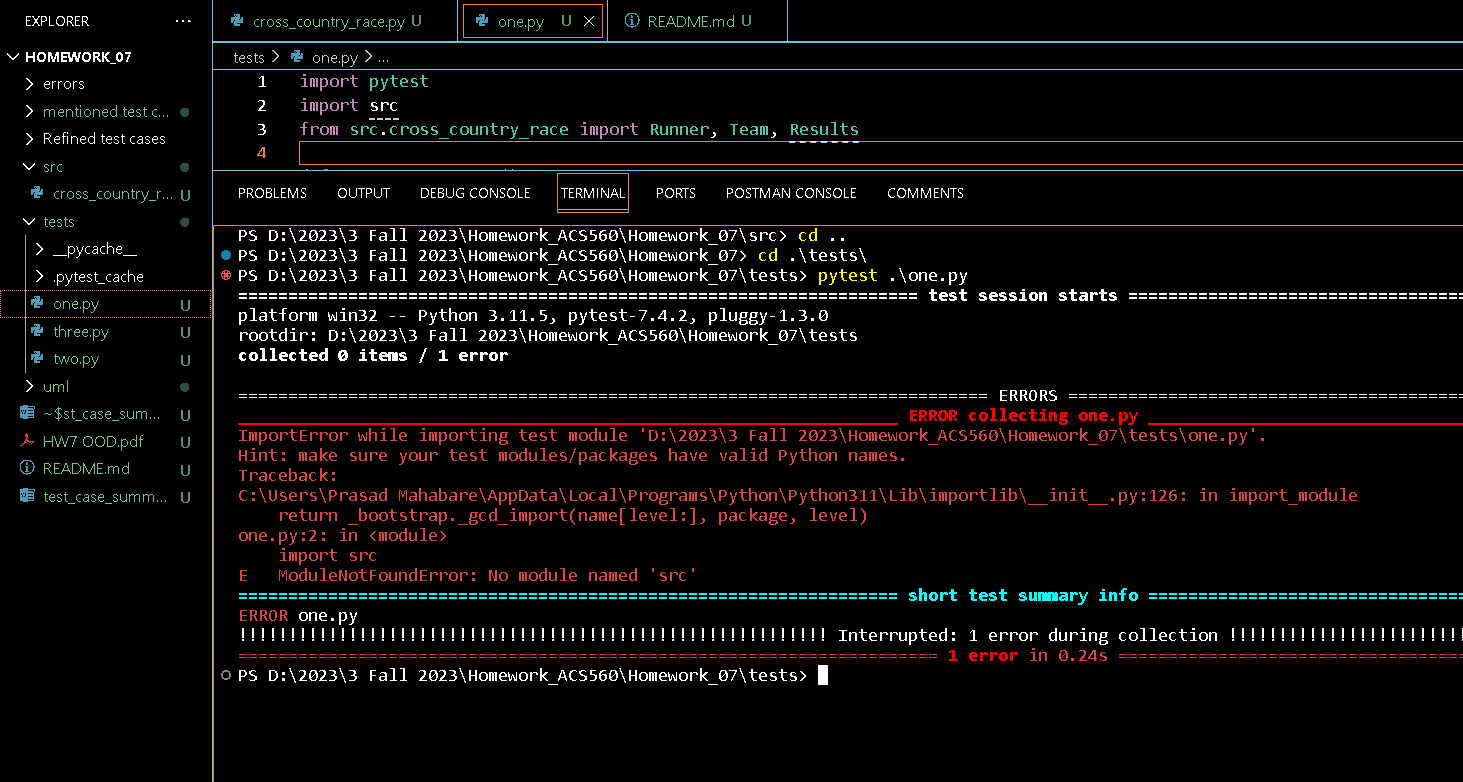 EXPLORER ...
HOMEWORK_07
errors
mentioned test c...
Refined test cases
src
cross_country_r... U
tests
__pycache__
.pytest_cache
one.py U
three.py U
two.py U
uml
~$st_case_sum... U
HW7 OOD.pdf U
README.md U
test_case_summ... U
cross_country_race.py U
one.py U
README.md U
tests > one.py > ...
1 import pytest
2 import src
3 from src.cross_country_race import Runner, Team, Results
4
PROBLEMS OUTPUT DEBUG CONSOLE TERMINAL PORTS POSTMAN CONSOLE COMMENTS
PS D:\2023\3 Fall 2023\Homework_ACS560\Homework_07\src> cd ..
PS D:\2023\3 Fall 2023\Homework_ACS560\Homework_07> cd .\tests\
PS D:\2023\3 Fall 2023\Homework_ACS560\Homework_07\tests> pytest .\one.py
==================================================================== test session starts ==================================
platform win32 -- Python 3.11.5, pytest-7.4.2, pluggy-1.3.0
rootdir: D:\2023\3 Fall 2023\Homework_ACS560\Homework_07\tests
collected 0 items / 1 error
=========================================================================== ERRORS ========================================
__________________________________________________________________ ERROR collecting one.py ________________________________
ImportError while importing test module 'D:\2023\3 Fall 2023\Homework_ACS560\Homework_07\tests\one.py'.
Hint: make sure your test modules/packages have valid Python names.
Traceback:
C:\Users\Prasad Mahabare\AppData\Local\Programs\Python\Python311\Lib\importlib\__init__.py:126: in import_module
return _bootstrap._gcd_import(name[level:], package, level)
one.py:2: in <module>
import src
E ModuleNotFoundError: No module named 'src'
================================================================== short test summary info ================================
ERROR one.py
!!!!!!!!!!!!!!!!!!!!!!!!!!!!!!!!!!!!!!!!!!!!!!!!!!!!!!!!!!! Interrupted: 1 error during collection !!!!!!!!!!!!!!!!!!!!!!!!
====================================================================== 1 error in 0.24s ===================================
PS D:\2023\3 Fall 2023\Homework_ACS560\Homework_07\tests>